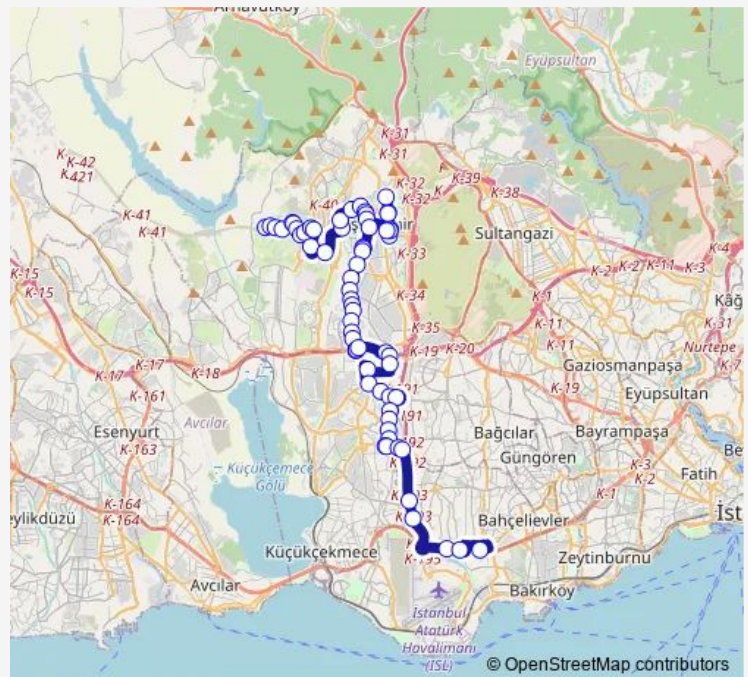 Arnavutköy
Eyüpsultan
K-31
K-31
K-42
K
K421
K-39
K-32
K-32
K-38
K-40
K-41
K-41
Sultangazi
K-33
K-4
K-2
K-2
K-11
K-3
K-15
K-15
K-34
K-1
K-11
K-11
K-31
Nurtepe
K-7
K-35
K-19
K-20
K-17
K-17
K-18
K-161
Gaziosmanpaşa
K-19
Eyüpsultan
Avcılar
Esenyurt
K-163
Bağcılar
Bayrampaşa
Güngören
Küçükçekmece
Gölü
K-3
K-2
Fatih
K-1
K-164
K-164
eylikdüzü
Bahçelievler
İst
Küçükçekmece
K-195
Zeytinburnu
Avcılar
Bakırköy
İstanbul
Atatürk
Havalimanı
(ISL)
© OpenStreetMap contributors